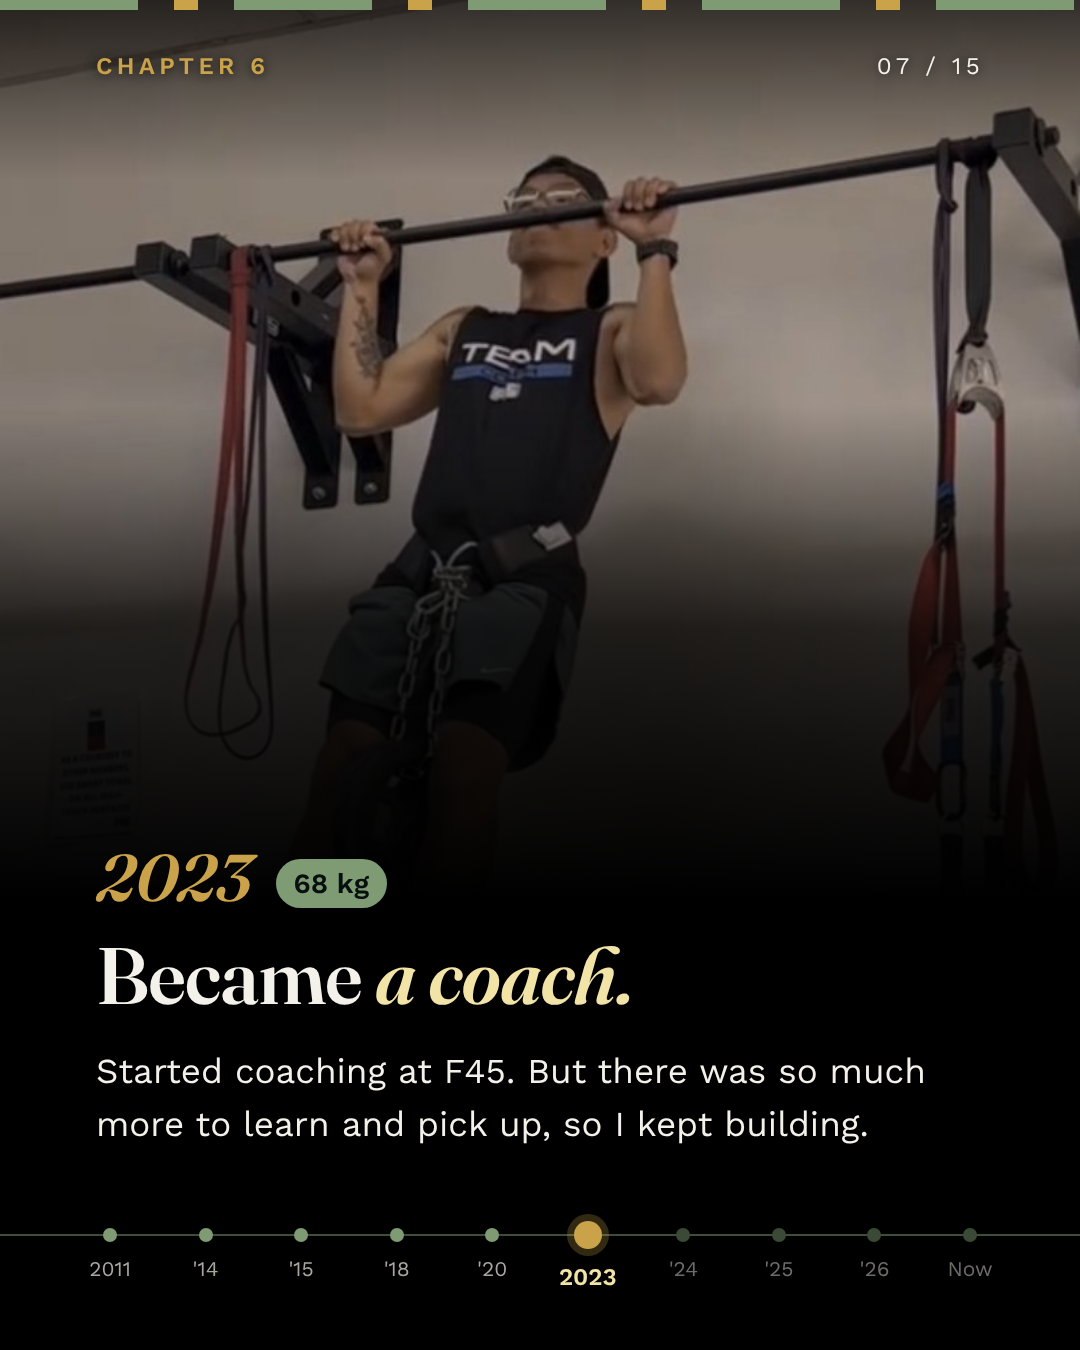 CHAPTER 6
07 / 15
TEAM
2023
68 kg
Became a coach.
Started coaching at F45. But there was so much
more to learn and pick up, so I kept building.
2011 '14 '15 '18 '20 2023 '24 '25 '26 Now